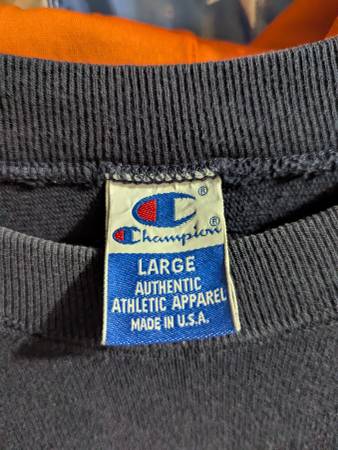 ®
Champion®
LARGE
AUTHENTIC
ATHLETIC APPAREL
MADE IN U.S.A.